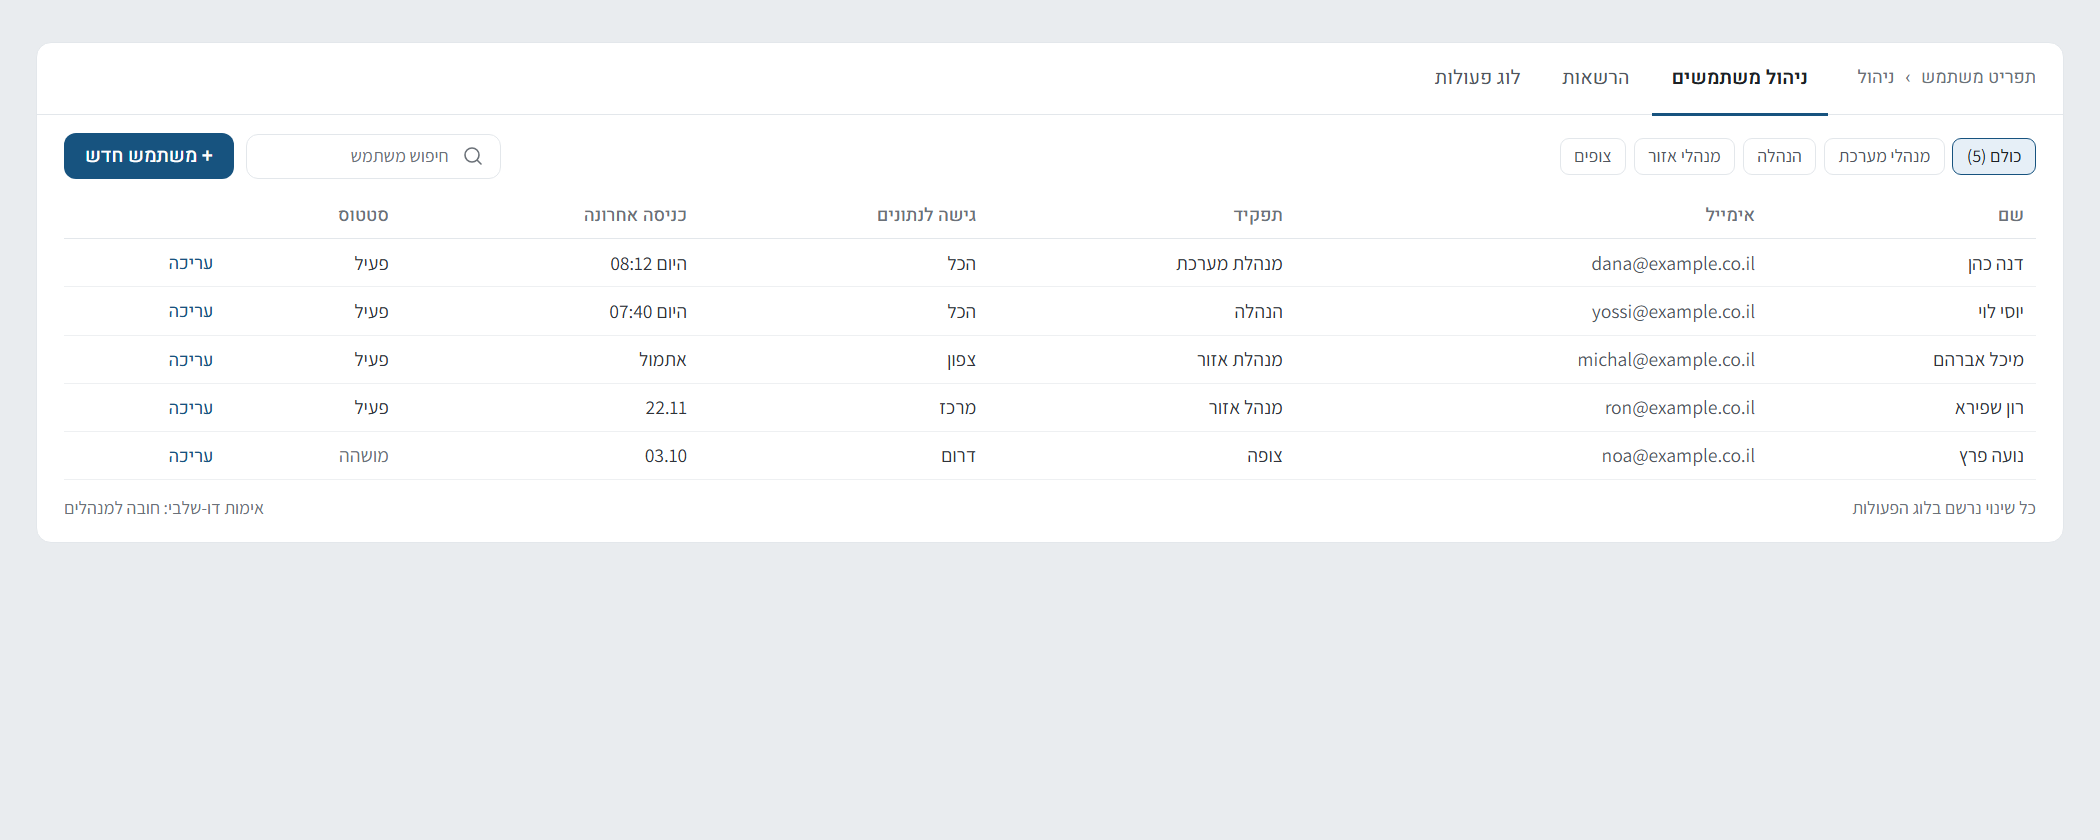 תפריט משתמש › ניהול ניהול משתמשים הרשאות לוג פעולות
כולם (5) מנהלי מערכת הנהלה מנהלי אזור צופים חיפוש משתמש + משתמש חדש
שם אימייל תפקיד גישה לנתונים כניסה אחרונה סטטוס
דנה כהן dana@example.co.il מנהלת מערכת הכל היום 08:12 פעיל עריכה
יוסי לוי yossi@example.co.il הנהלה הכל היום 07:40 פעיל עריכה
מיכל אברהם michal@example.co.il מנהלת אזור צפון אתמול פעיל עריכה
רון שפירא ron@example.co.il מנהל אזור מרכז 22.11 פעיל עריכה
נועה פרץ noa@example.co.il צופה דרום 03.10 מושהה עריכה
כל שינוי נרשם בלוג הפעולות אימות דו-שלבי: חובה למנהלים